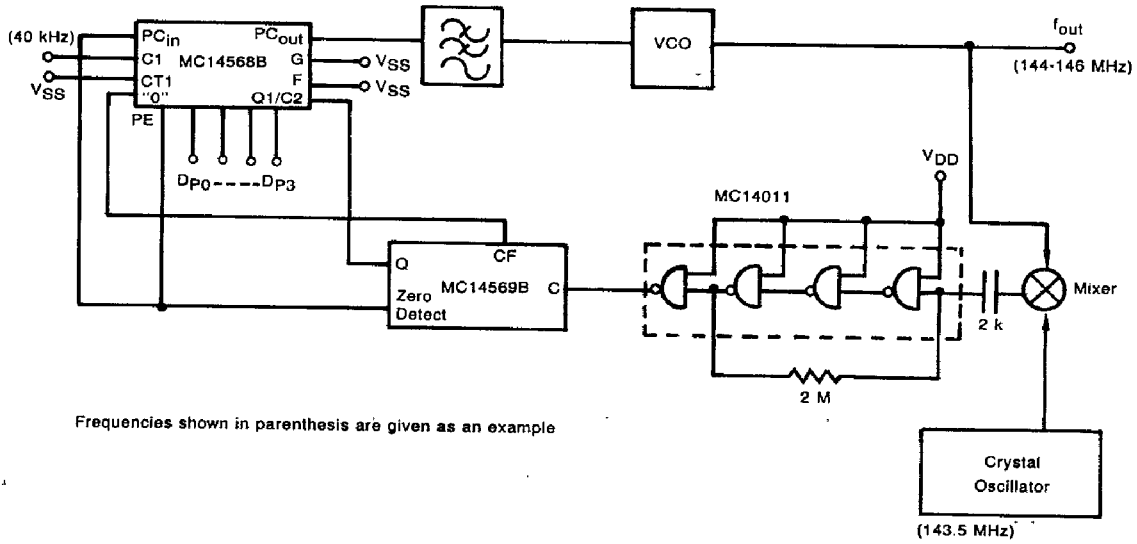 (40 kHz)
PCin
PCout
C1
MC14568B
G
VSS
VSS
CT1
F
VSS
"0"
Q1/C2
PE
DP0 - - - - - DP3
VCO
fout
(144-146 MHz)
VDD
MC14011
CF
Q
MC14569B
C
Zero
Detect
Mixer
2 k
2 M
Frequencies shown in parenthesis are given as an example
Crystal
Oscillator
(143.5 MHz)